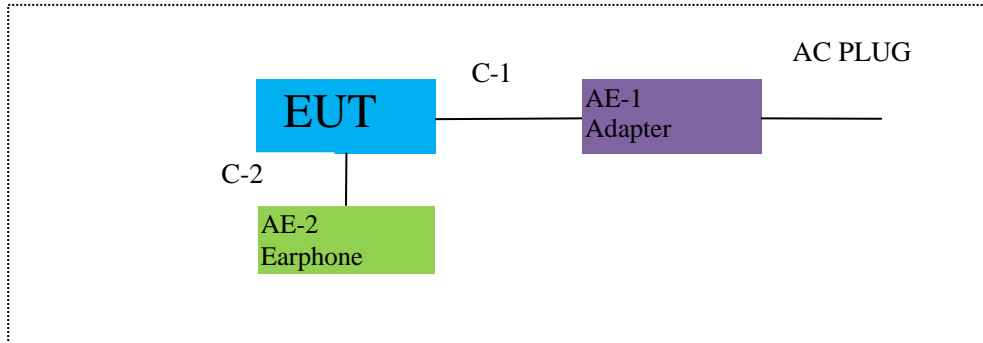 AC PLUG
C-1
EUT
AE-1
Adapter
C-2
AE-2
Earphone